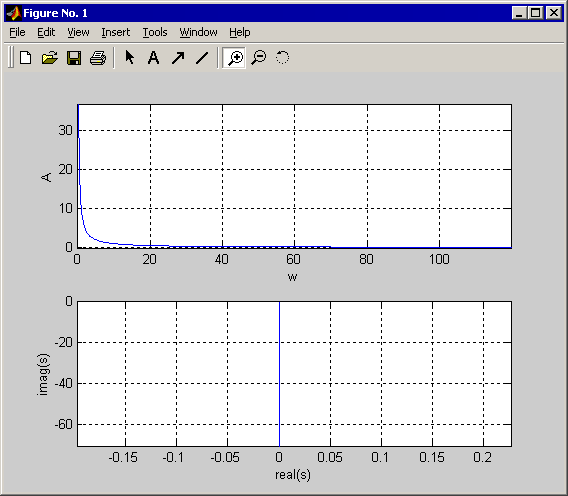 Figure No. 1
File Edit View Insert Tools Window Help
A
30
A
20
10
0
0 20 40 60 80 100
w
0
-20
imag(s)
-40
-60
-0.15 -0.1 -0.05 0 0.05 0.1 0.15 0.2
real(s)